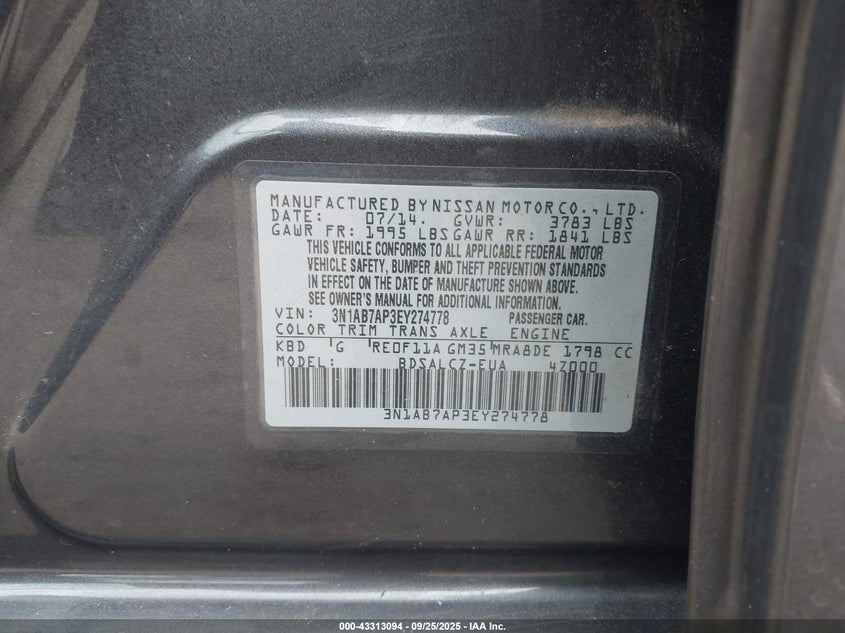 MANUFACTURED BY NISSAN MOTOR CO., LTD.
DATE: 07/14. GVWR: 3783 LBS
GAWR FR: 1995 LBS GAWR RR: 1841 LBS
THIS VEHICLE CONFORMS TO ALL APPLICABLE FEDERAL MOTOR
VEHICLE SAFETY, BUMPER AND THEFT PREVENTION STANDARDS
IN EFFECT ON THE DATE OF MANUFACTURE SHOWN ABOVE.
SEE OWNER'S MANUAL FOR ADDITIONAL INFORMATION.
VIN: 3N1AB7AP3EY274778 PASSENGER CAR.
COLOR TRIM TRANS AXLE ENGINE
KBD G RE0F11A GM35 MRA8DE 1798 CC
MODEL: BDSALCZ-EUA 4Z000
3N1AB7AP3EY274778
000-43313094 - 09/25/2025 - IAA Inc.